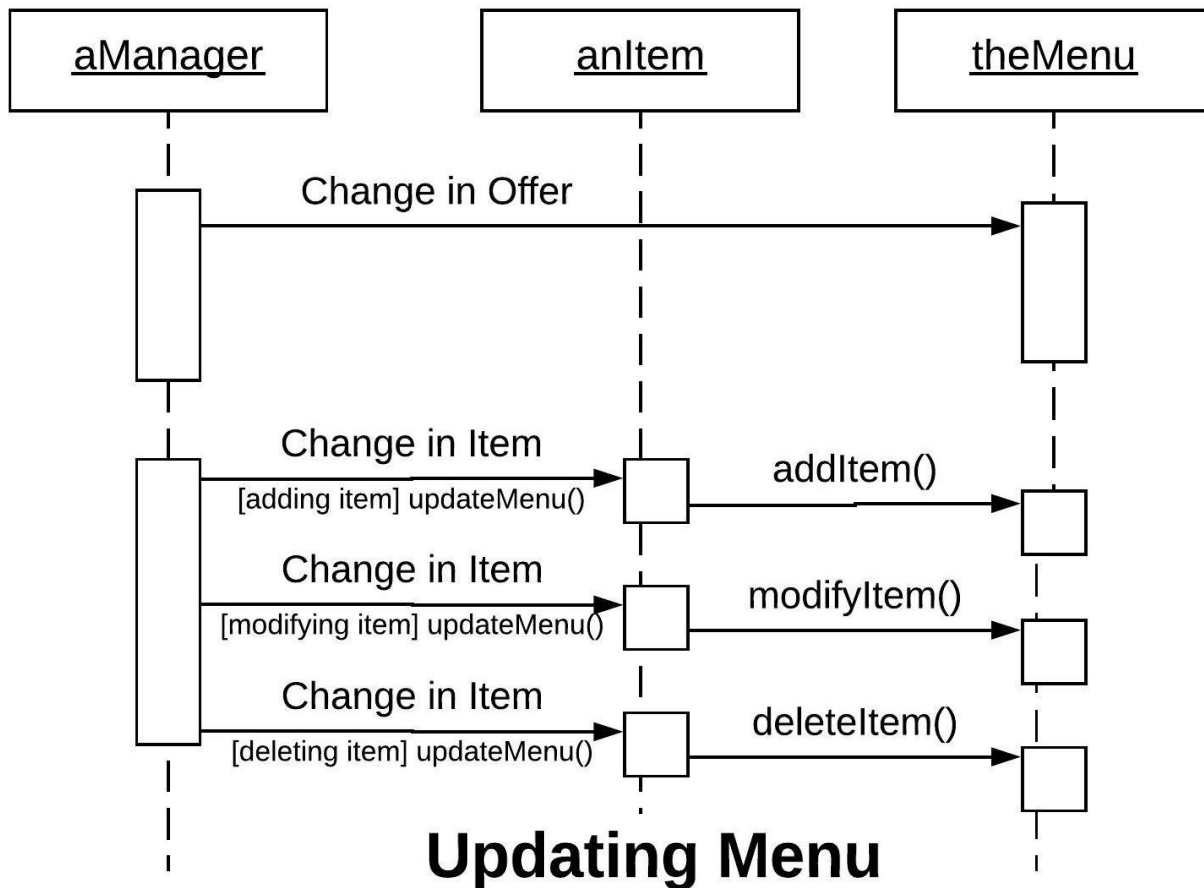 aManager
anItem
theMenu
Change in Offer
Change in Item
[adding item] updateMenu()
addItem()
Change in Item
[modifying item] updateMenu()
modifyItem()
Change in Item
[deleting item] updateMenu()
deleteItem()
Updating Menu